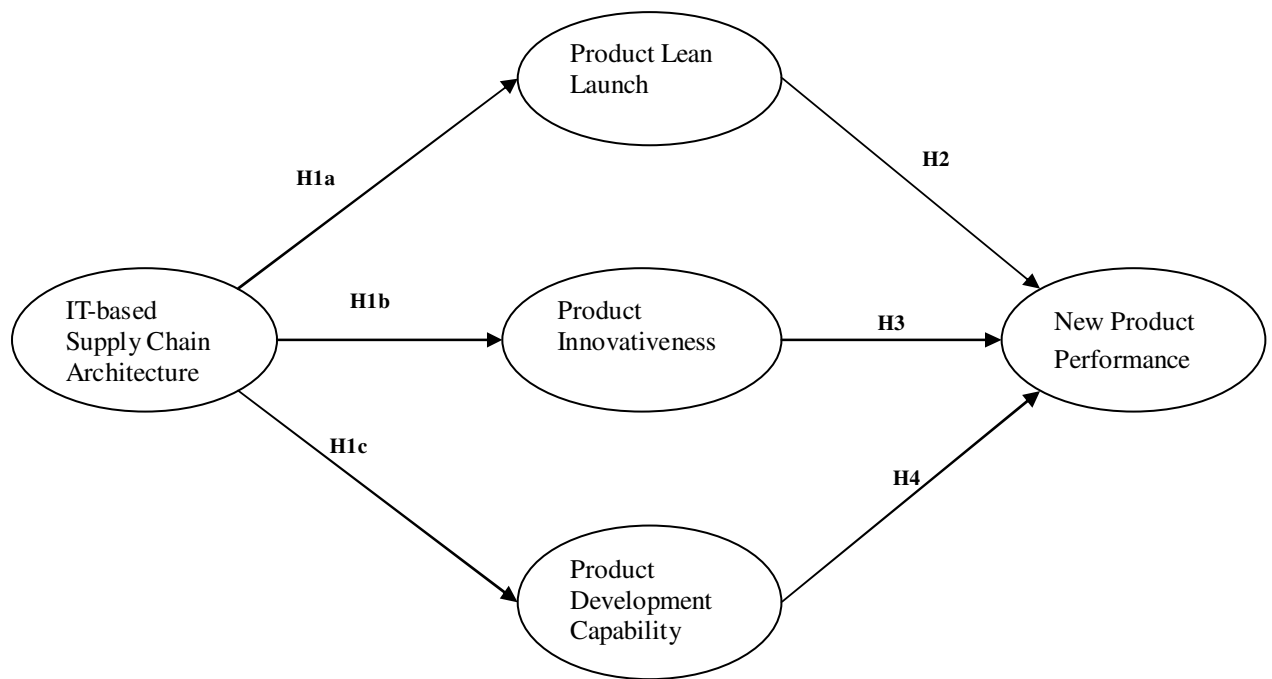 Product Lean
Launch
H2
H1a
H1b
IT-based
Supply Chain
Architecture
Product
Innovativeness
H3
New Product
Performance
H1c
H4
Product
Development
Capability